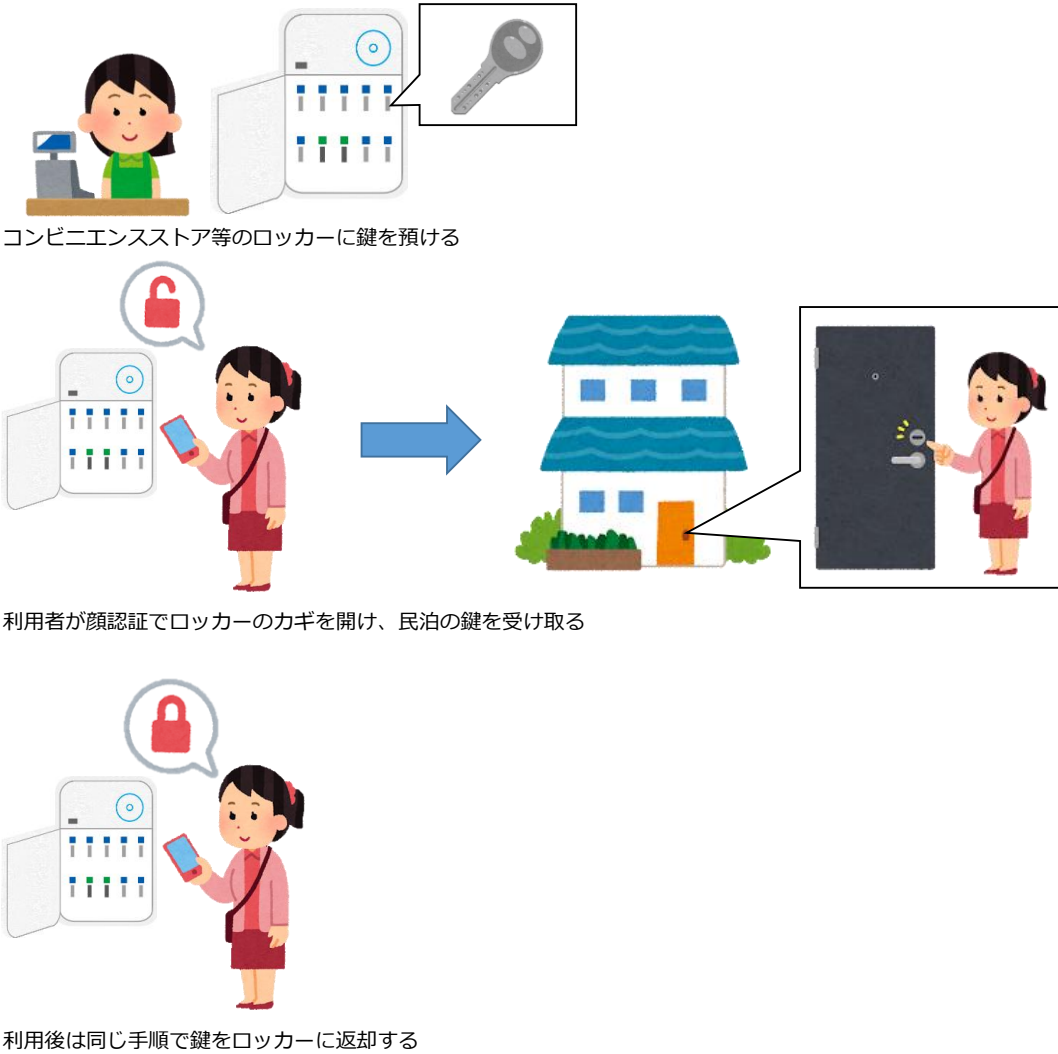 コンビニエンスストア等のロッカーに鍵を預ける
利用者が顔認証でロッカーのカギを開け、民泊の鍵を受け取る
利用後は同じ手順で鍵をロッカーに返却する